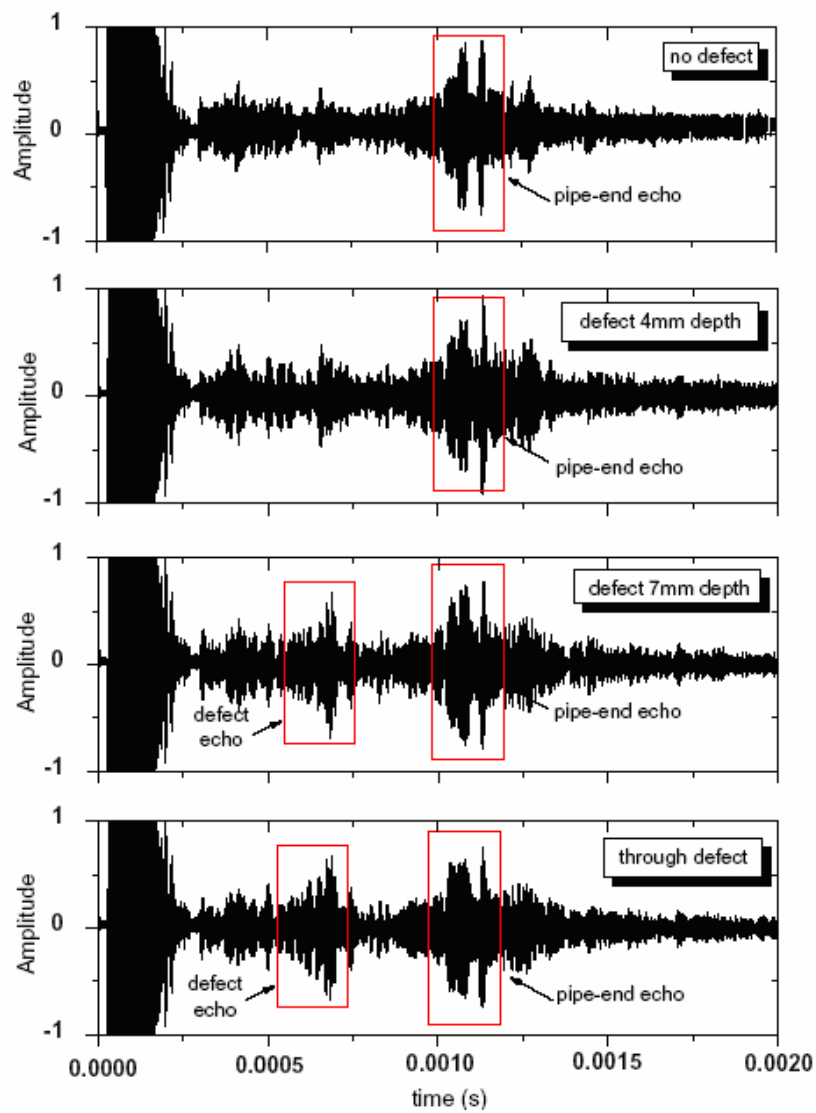 1
no defect
Amplitude
0
pipe-end echo
-1
1
defect 4mm depth
Amplitude
0
pipe-end echo
-1
1
defect 7mm depth
Amplitude
0
defect
echo
pipe-end echo
-1
1
through defect
Amplitude
0
defect
echo
pipe-end echo
-1
0.0000
0.0005
0.0010
0.0015
0.0020
time (s)